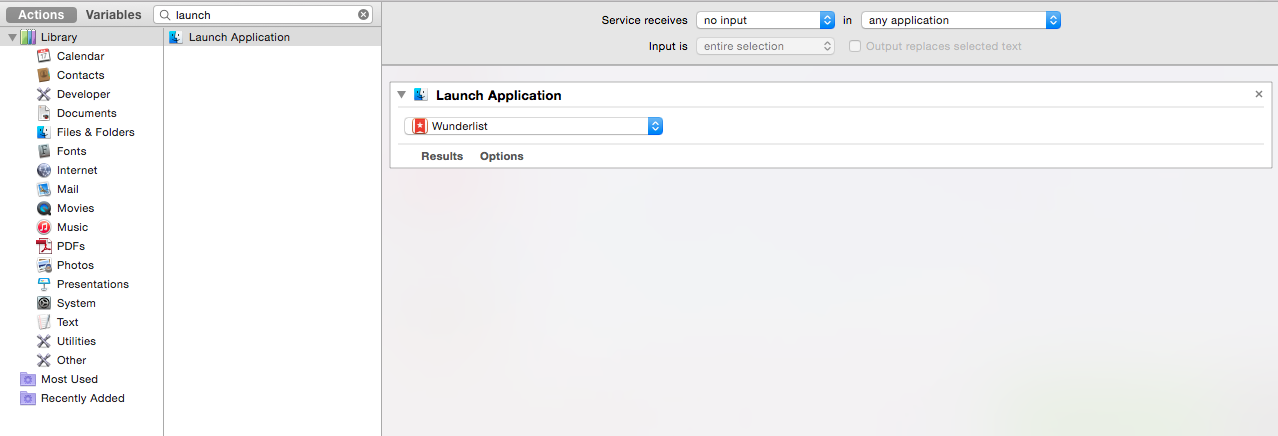 Actions Variables launch
Library
Calendar
Contacts
Developer
Documents
Files & Folders
Fonts
Internet
Mail
Movies
Music
PDFs
Photos
Presentations
System
Text
Utilities
Other
Most Used
Recently Added
Launch Application
Service receives no input in any application
Input is entire selection Output replaces selected text
Launch Application
Wunderlist
Results Options